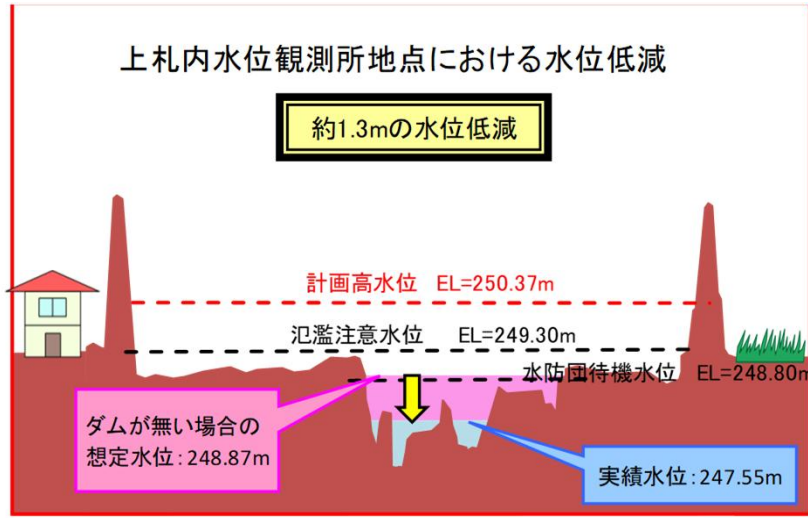 上札内水位観測所地点における水位低減
約1.3mの水位低減
計画高水位 EL=250.37m
氾濫注意水位 EL=249.30m
水防団待機水位 EL=248.80m
ダムが無い場合の
想定水位：248.87m
実績水位：247.55m